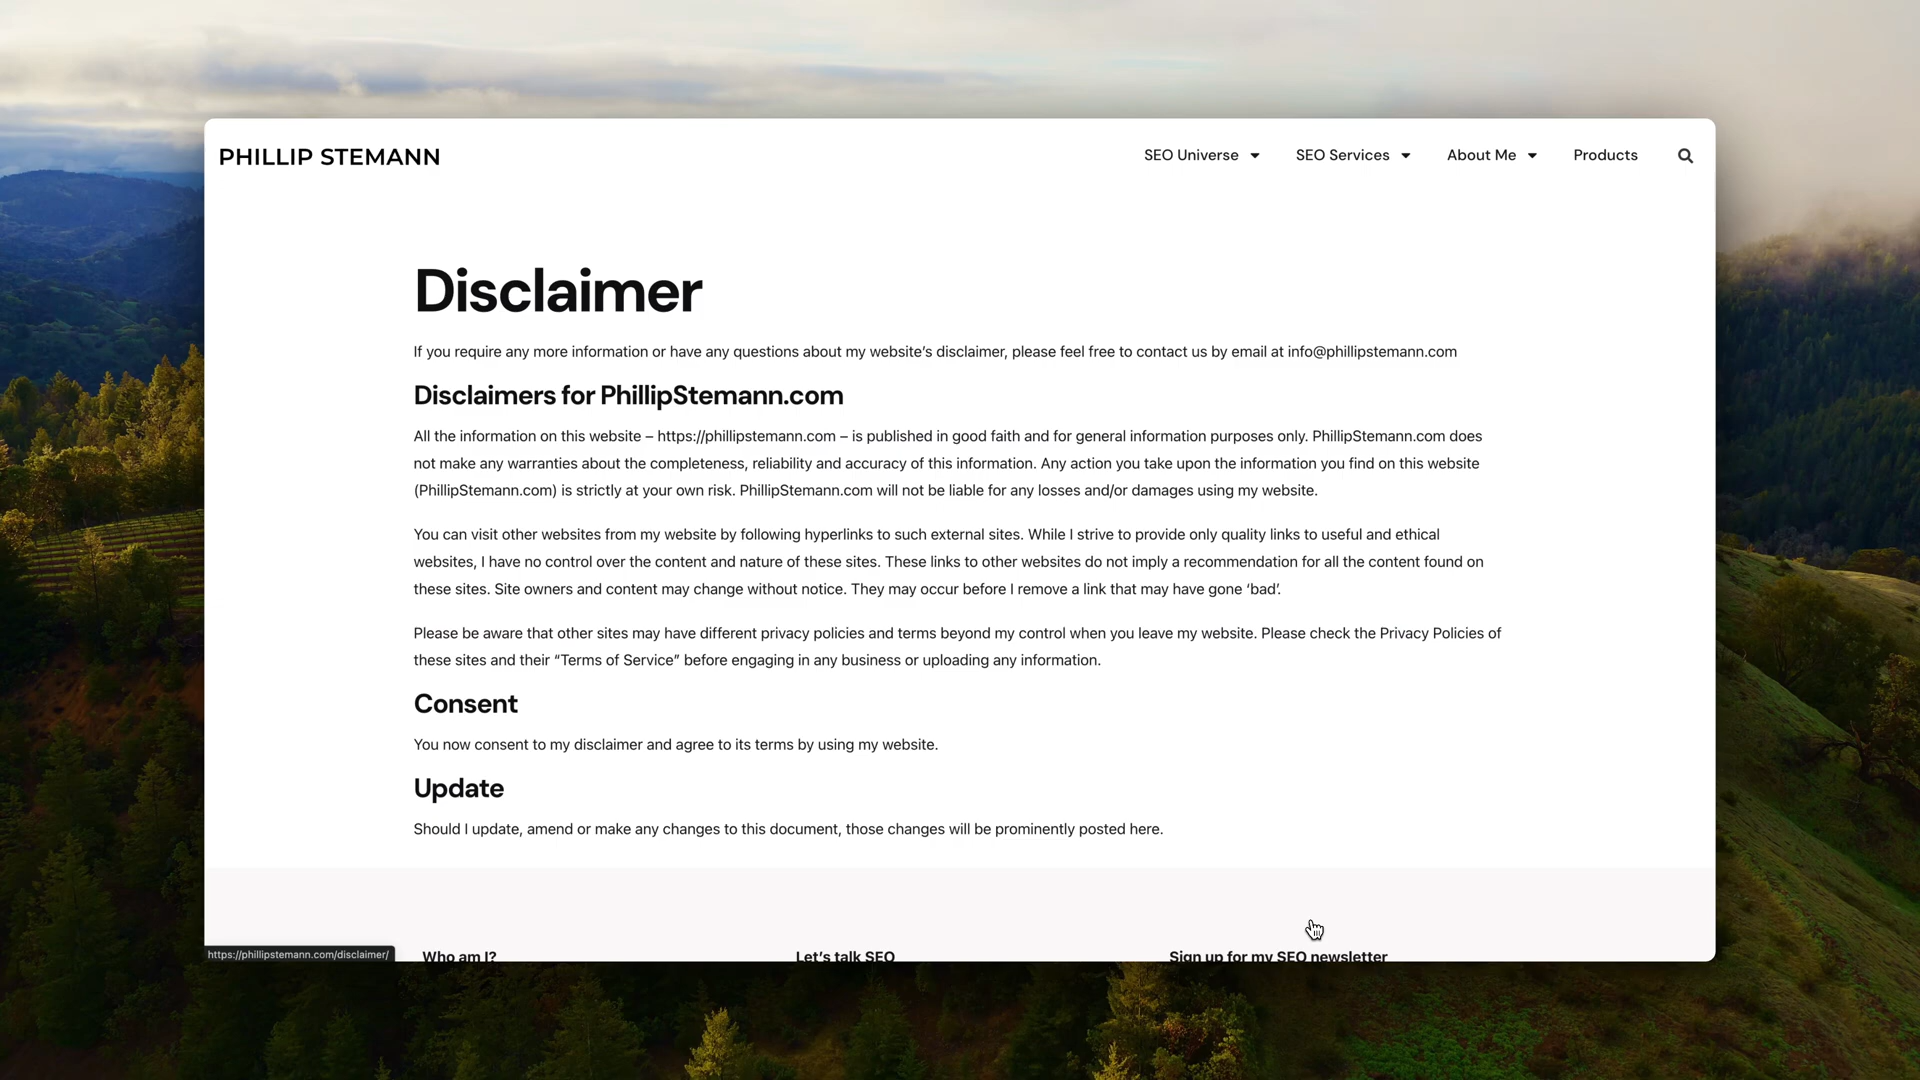 PHILLIP STEMANN
SEO Universe
SEO Services
About Me
Products
Disclaimer
If you require any more information or have any questions about my website’s disclaimer, please feel free to contact us by email at info@phillipstemann.com
Disclaimers for PhillipStemann.com
All the information on this website – https://phillipstemann.com – is published in good faith and for general information purposes only. PhillipStemann.com does
not make any warranties about the completeness, reliability and accuracy of this information. Any action you take upon the information you find on this website
(PhillipStemann.com) is strictly at your own risk. PhillipStemann.com will not be liable for any losses and/or damages using my website.
You can visit other websites from my website by following hyperlinks to such external sites. While I strive to provide only quality links to useful and ethical
websites, I have no control over the content and nature of these sites. These links to other websites do not imply a recommendation for all the content found on
these sites. Site owners and content may change without notice. They may occur before I remove a link that may have gone ‘bad’.
Please be aware that other sites may have different privacy policies and terms beyond my control when you leave my website. Please check the Privacy Policies of
these sites and their “Terms of Service” before engaging in any business or uploading any information.
Consent
You now consent to my disclaimer and agree to its terms by using my website.
Update
Should I update, amend or make any changes to this document, those changes will be prominently posted here.
https://phillipstemann.com/disclaimer/
Who am I?
Let’s talk SEO
Sign up for my SEO newsletter